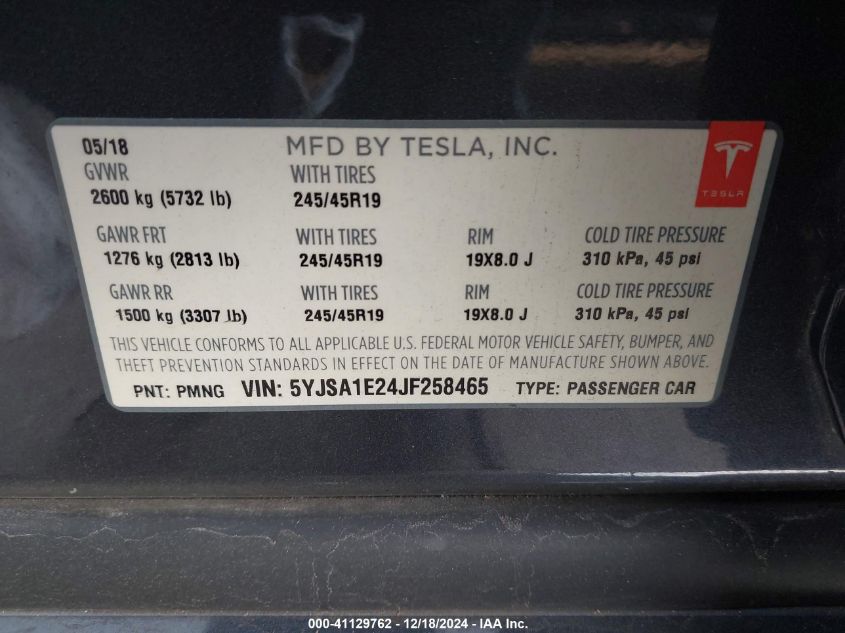 05/18 MFD BY TESLA, INC.
GVWR WITH TIRES
2600 kg (5732 lb) 245/45R19
TESLA
GAWR FRT WITH TIRES RIM COLD TIRE PRESSURE
1276 kg (2813 lb) 245/45R19 19X8.0 J 310 kPa, 45 psi
GAWR RR WITH TIRES RIM COLD TIRE PRESSURE
1500 kg (3307 lb) 245/45R19 19X8.0 J 310 kPa, 45 psi
THIS VEHICLE CONFORMS TO ALL APPLICABLE U.S. FEDERAL MOTOR VEHICLE SAFETY, BUMPER, AND
THEFT PREVENTION STANDARDS IN EFFECT ON THE DATE OF MANUFACTURE SHOWN ABOVE.
PNT: PMNG VIN: 5YJSA1E24JF258465 TYPE: PASSENGER CAR
000-41129762 - 12/18/2024 - IAA Inc.